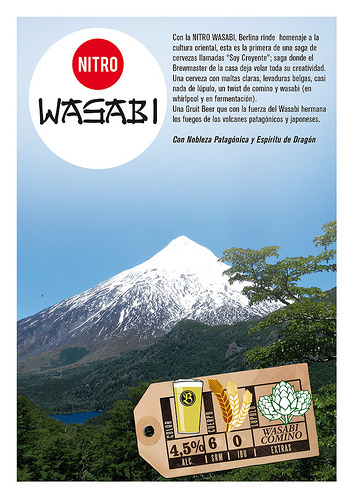 NITRO
WASABI
Con la NITRO WASABI, Berlina rinde homenaje a la
cultura oriental, esta es la primera de una saga de
cervezas llamadas "Soy Creyente"; saga donde el
Brewmaster de la casa deja volar toda su creatividad.
Una cerveza con maltas claras, levaduras belgas, casi
nada de lúpulo, un twist de comino y wasabi (en
whirlpool y en fermentación).
Una Gruit Beer que con la fuerza del Wasabi hermana
los fuegos de los volcanes patagónicos y japoneses.
Con Nobleza Patagónica y Espíritu de Dragón
B
4,5%
ALC.
6
SRM
0
IBU
WASABI
COMINO
EXTRAS